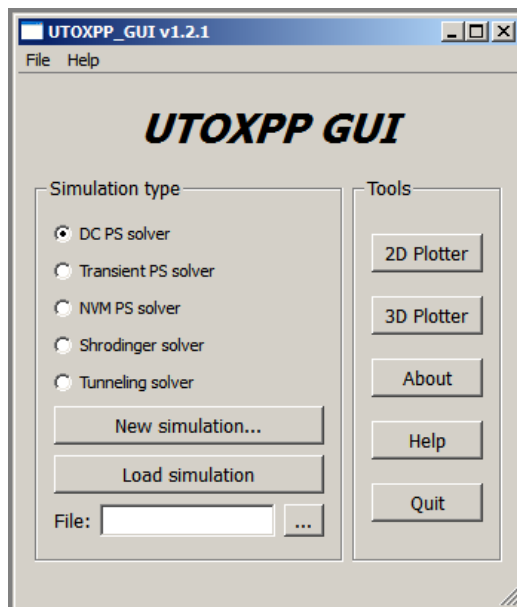 UTOXPP_GUI v1.2.1
File Help
UTOXPP GUI
Simulation type
DC PS solver
Transient PS solver
NVM PS solver
Shrodinger solver
Tunneling solver
New simulation...
Load simulation
File: ...
Tools
2D Plotter
3D Plotter
About
Help
Quit